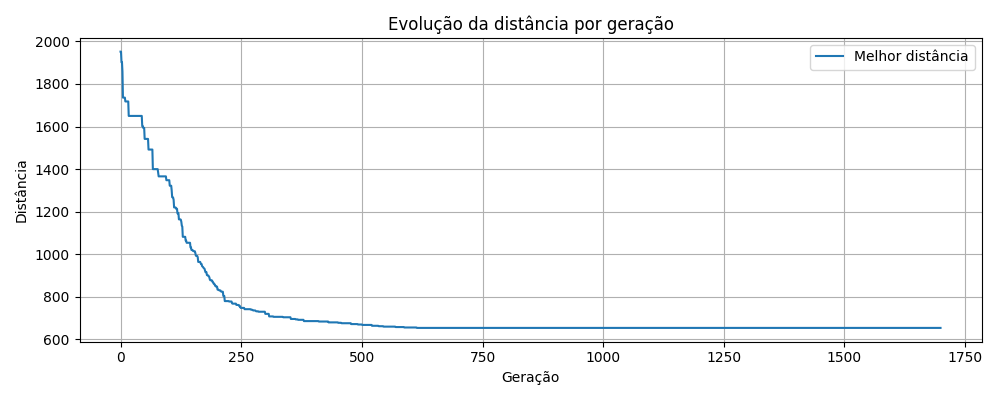 Evolução da distância por geração
Melhor distância
Distância
2000
1800
1600
1400
1200
1000
800
600
0 250 500 750 1000 1250 1500 1750
Geração